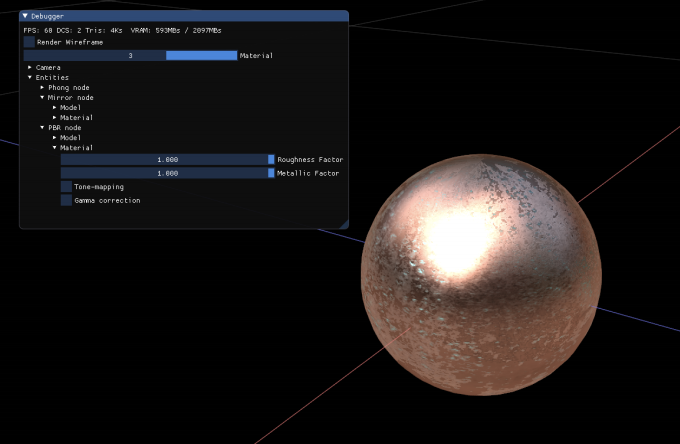 Debugger
FPS: 60 DCS: 2 Tris: 4Ks VRAM: 593MBs / 2097MBs
Render Wireframe
3 Material
Camera
Entities
Phong node
Mirror node
Model
Material
PBR node
Model
Material
1.000 Roughness Factor
1.000 Metallic Factor
Tone-mapping
Gamma correction